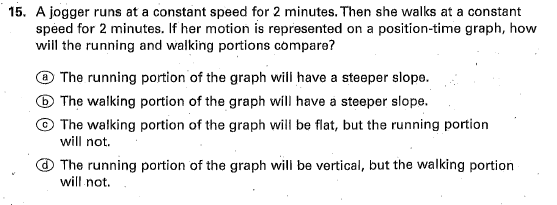 15. A jogger runs at a constant speed for 2 minutes. Then she walks at a constant
speed for 2 minutes. If her motion is represented on a position-time graph, how
will the running and walking portions compare?
ⓐ The running portion of the graph will have a steeper slope.
ⓑ The walking portion of the graph will have a steeper slope.
ⓒ The walking portion of the graph will be flat, but the running portion
will not.
ⓓ The running portion of the graph will be vertical, but the walking portion
will not.